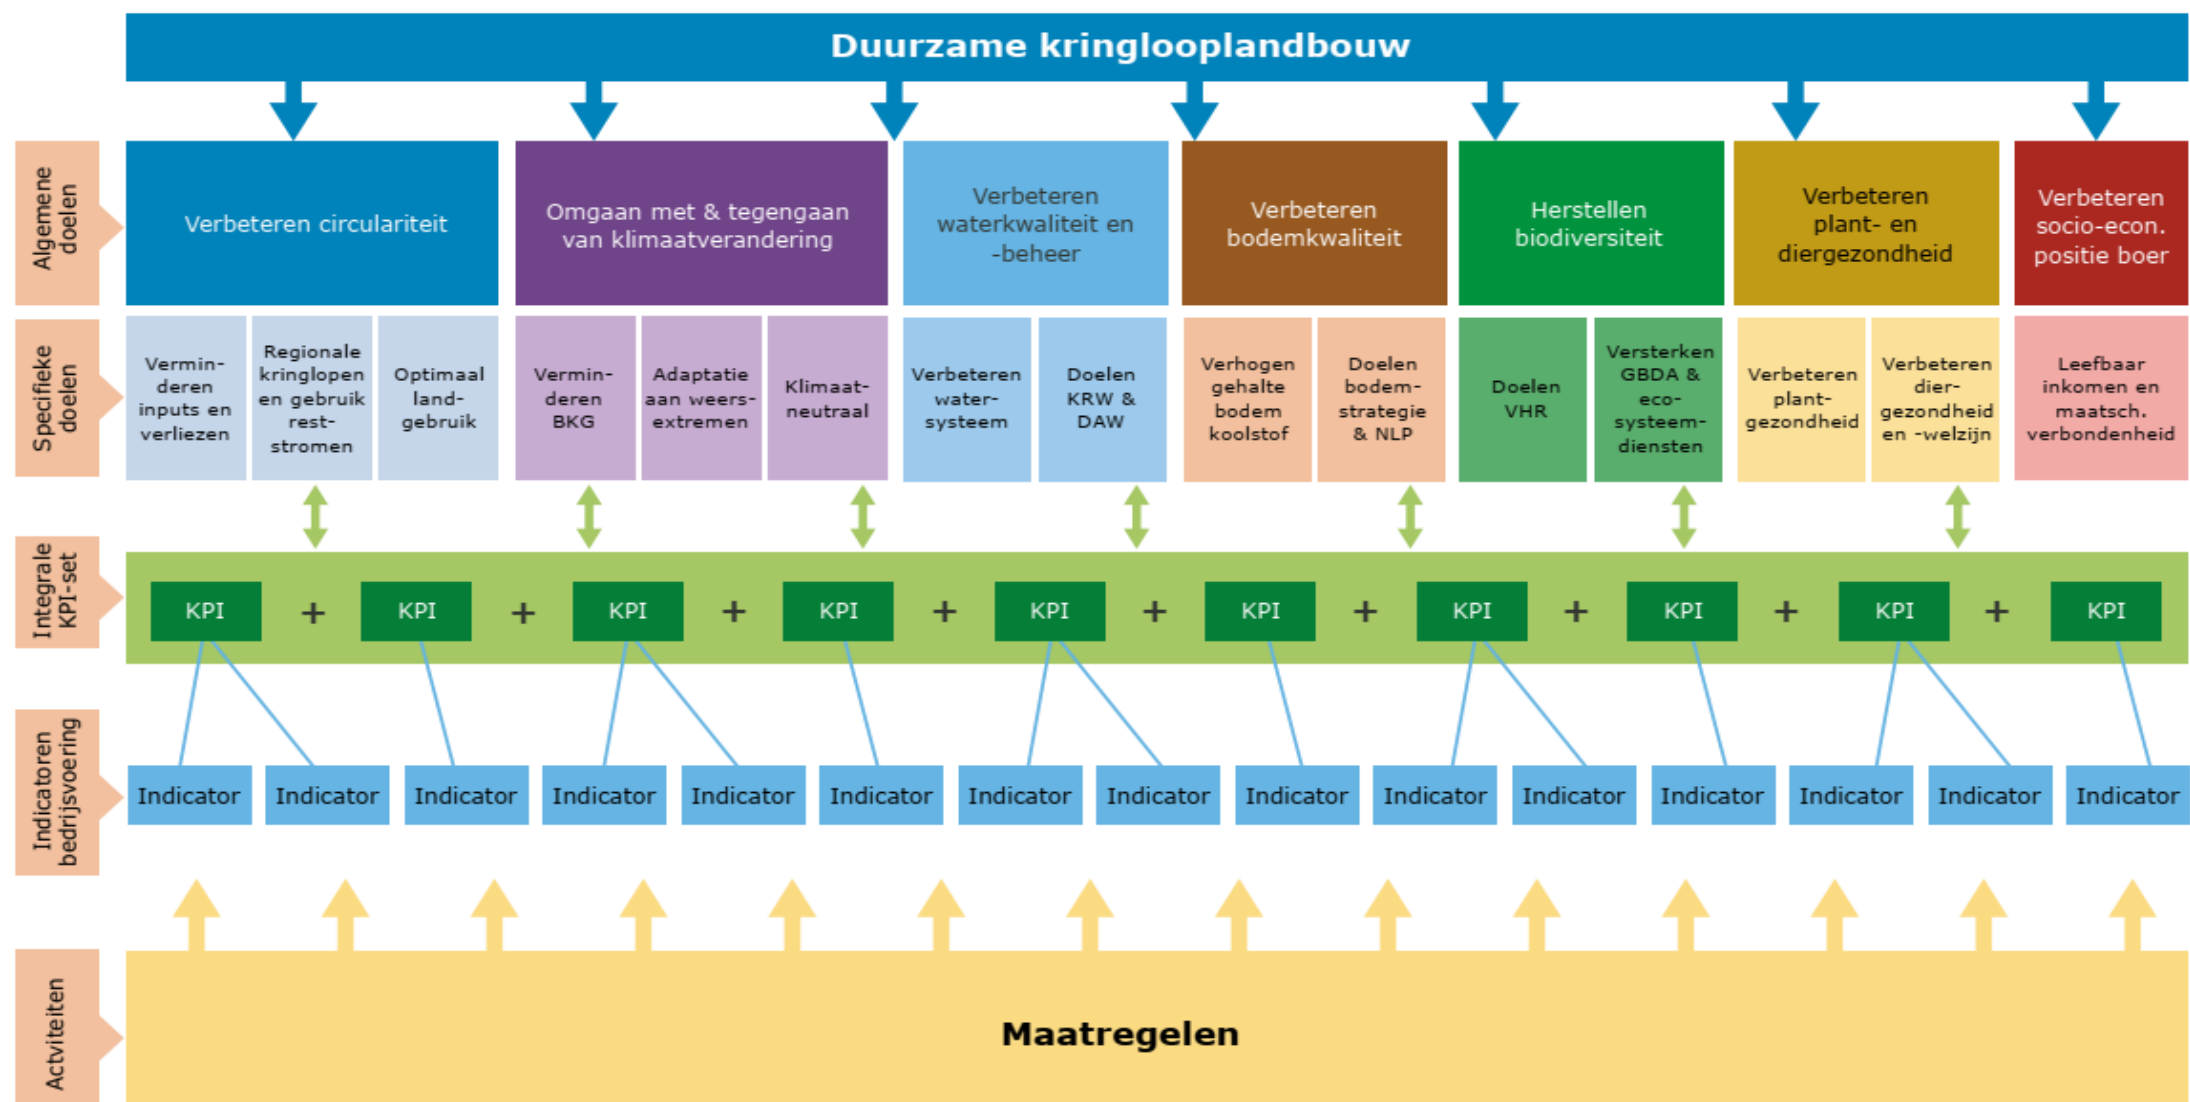 Duurzame kringlooplandbouw
Algemene
doelen
Verbeteren circulariteit
Omgaan met & tegengaan
van klimaatverandering
Verbeteren
waterkwaliteit en
-beheer
Verbeteren
bodemkwaliteit
Herstellen
biodiversiteit
Verbeteren
plant- en
diergezondheid
Verbeteren
socio-econ.
positie boer
Specifieke
doelen
Vermin-
deren
inputs en
verliezen
Regionale
kringlopen
en gebruik
rest-
stromen
Optimaal
land-
gebruik
Vermin-
deren
BKG
Adaptatie
aan weers-
extremen
Klimaat-
neutraal
Verbeteren
water-
systeem
Doelen
KRW &
DAW
Verhogen
gehalte
bodem
koolstof
Doelen
bodem-
strategie
& NLP
Doelen
VHR
Versterken
GBDA &
eco-
systeem-
diensten
Verbeteren
plant-
gezondheid
Verbeteren
dier-
gezondheid
en -welzijn
Leefbaar
inkomen en
maatsch.
verbondenheid
Integrale
KPI-set
KPI + KPI + KPI + KPI + KPI + KPI + KPI + KPI + KPI + KPI
Indicatoren
bedrijsvoering
Indicator Indicator Indicator Indicator Indicator Indicator Indicator Indicator Indicator Indicator Indicator Indicator Indicator Indicator Indicator
Actviteiten
Maatregelen